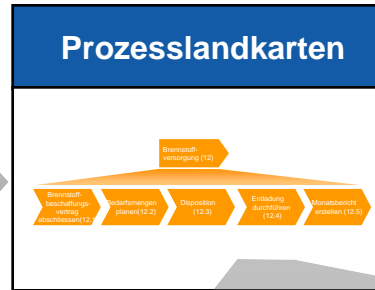 Prozesslandkarten
Brennstoff-
versorgung (12)
Brennstoff-
beschaffungs-
vertrag
abschliessen(12.1)
Bedarfsmengen
planen(12.2)
Disposition
(12.3)
Entladung
durchführen
(12.4)
Monatsbericht
erstellen (12.5)